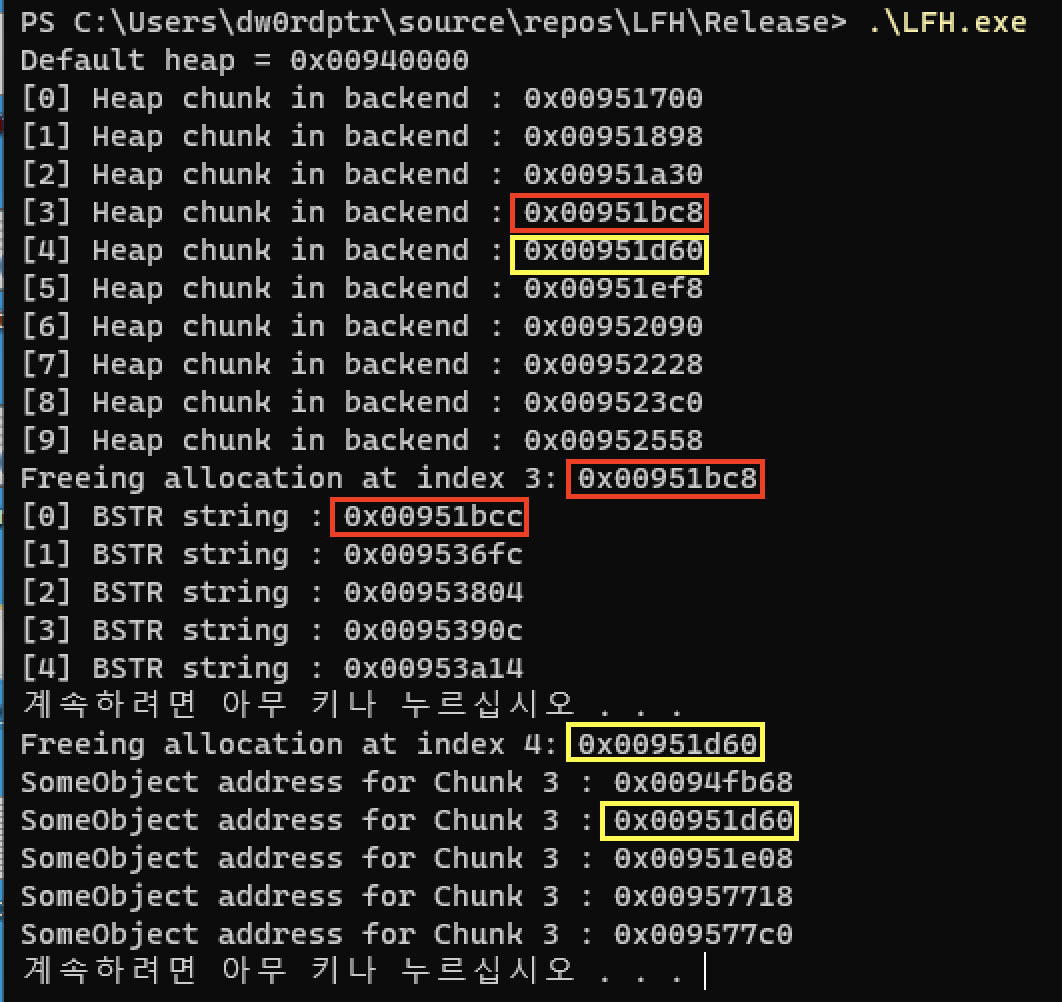 PS C:\Users\dw0rdptr\source\repos\LFH\Release> .\LFH.exe
Default heap = 0x00940000
[0] Heap chunk in backend : 0x00951700
[1] Heap chunk in backend : 0x00951898
[2] Heap chunk in backend : 0x00951a30
[3] Heap chunk in backend : 0x00951bc8
[4] Heap chunk in backend : 0x00951d60
[5] Heap chunk in backend : 0x00951ef8
[6] Heap chunk in backend : 0x00952090
[7] Heap chunk in backend : 0x00952228
[8] Heap chunk in backend : 0x009523c0
[9] Heap chunk in backend : 0x00952558
Freeing allocation at index 3: 0x00951bc8
[0] BSTR string : 0x00951bcc
[1] BSTR string : 0x009536fc
[2] BSTR string : 0x00953804
[3] BSTR string : 0x0095390c
[4] BSTR string : 0x00953a14
계속하려면 아무 키나 누르십시오 . . .
Freeing allocation at index 4: 0x00951d60
SomeObject address for Chunk 3 : 0x0094fb68
SomeObject address for Chunk 3 : 0x00951d60
SomeObject address for Chunk 3 : 0x00951e08
SomeObject address for Chunk 3 : 0x00957718
SomeObject address for Chunk 3 : 0x009577c0
계속하려면 아무 키나 누르십시오 . . .